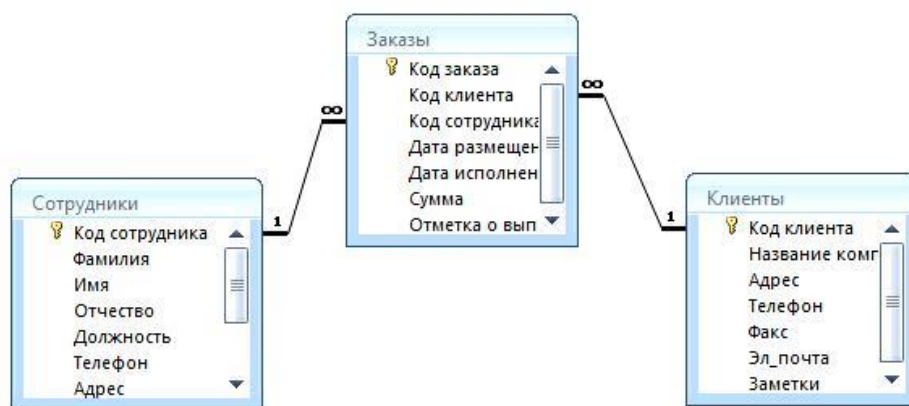 Заказы
Код заказа
Код клиента
Код сотрудника
Дата размещен
Дата исполнен
Сумма
Отметка о вып
∞
∞
Сотрудники
Код сотрудника
Фамилия
Имя
Отчество
Должность
Телефон
Адрес
1
1
Клиенты
Код клиента
Название комп
Адрес
Телефон
Факс
Эл_почта
Заметки